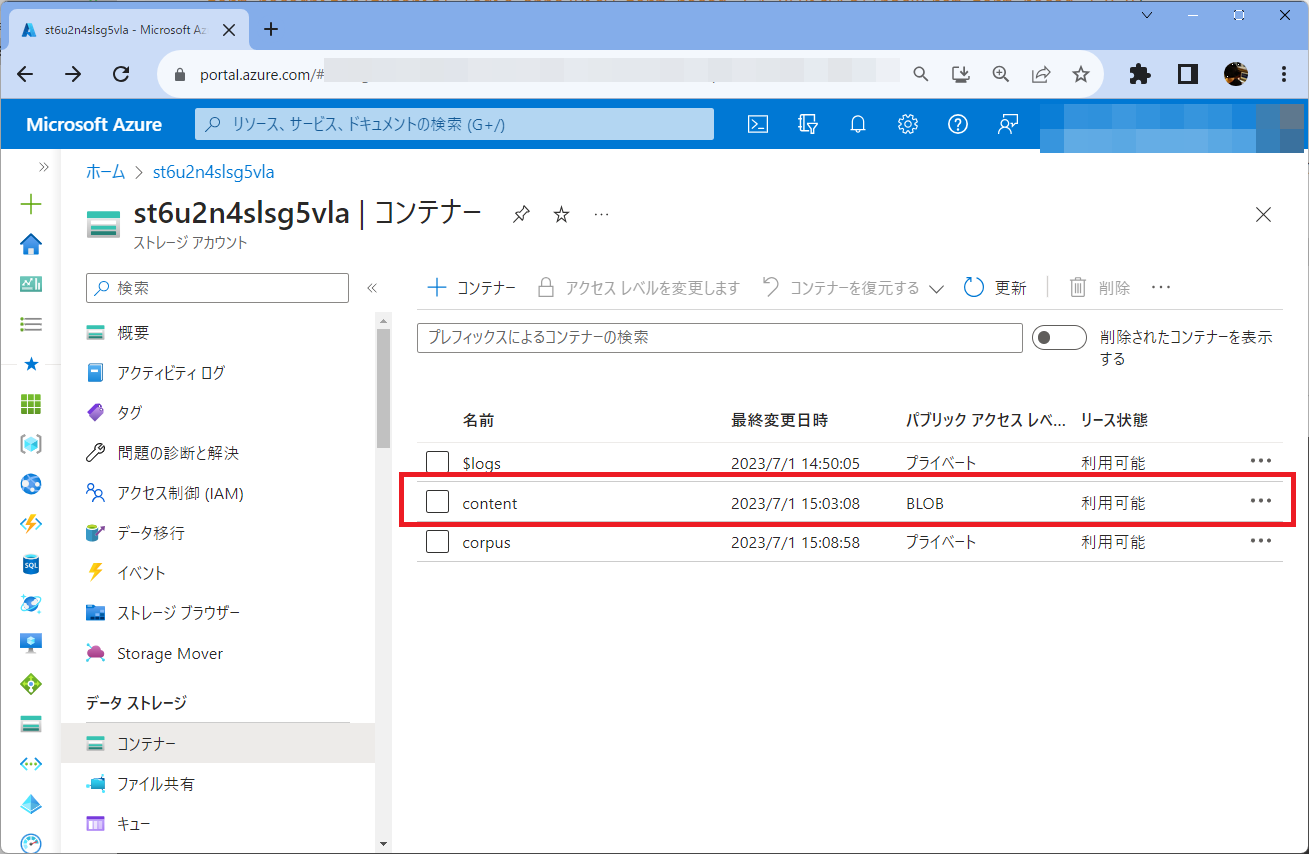 st6u2n4slsg5vla - Microsoft Az
portal.azure.com/#
Microsoft Azure
リソース、サービス、ドキュメントの検索 (G+/)
ホーム > st6u2n4slsg5vla
st6u2n4slsg5vla | コンテナー
ストレージ アカウント
検索
概要
アクティビティ ログ
タグ
問題の診断と解決
アクセス制御 (IAM)
データ移行
イベント
ストレージ ブラウザー
Storage Mover
データ ストレージ
コンテナー
ファイル共有
キュー
コンテナー アクセス レベルを変更します コンテナーを復元する 更新 削除
プレフィックスによるコンテナーの検索
削除されたコンテナーを表示
する
名前 最終変更日時 パブリック アクセス レベ... リース状態
$logs 2023/7/1 14:50:05 プライベート 利用可能
content 2023/7/1 15:03:08 BLOB 利用可能
corpus 2023/7/1 15:08:58 プライベート 利用可能